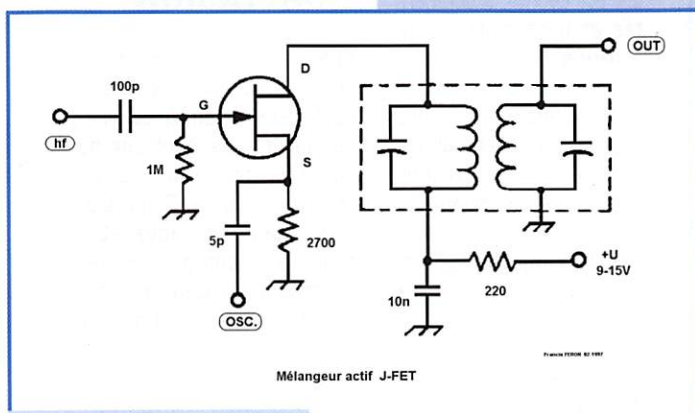 OUT
D
100p
G
hf
1M
S
5p
2700
OSC.
+U
9-15V
220
10n
Francis FERON 02 1997
Mélangeur actif J-FET